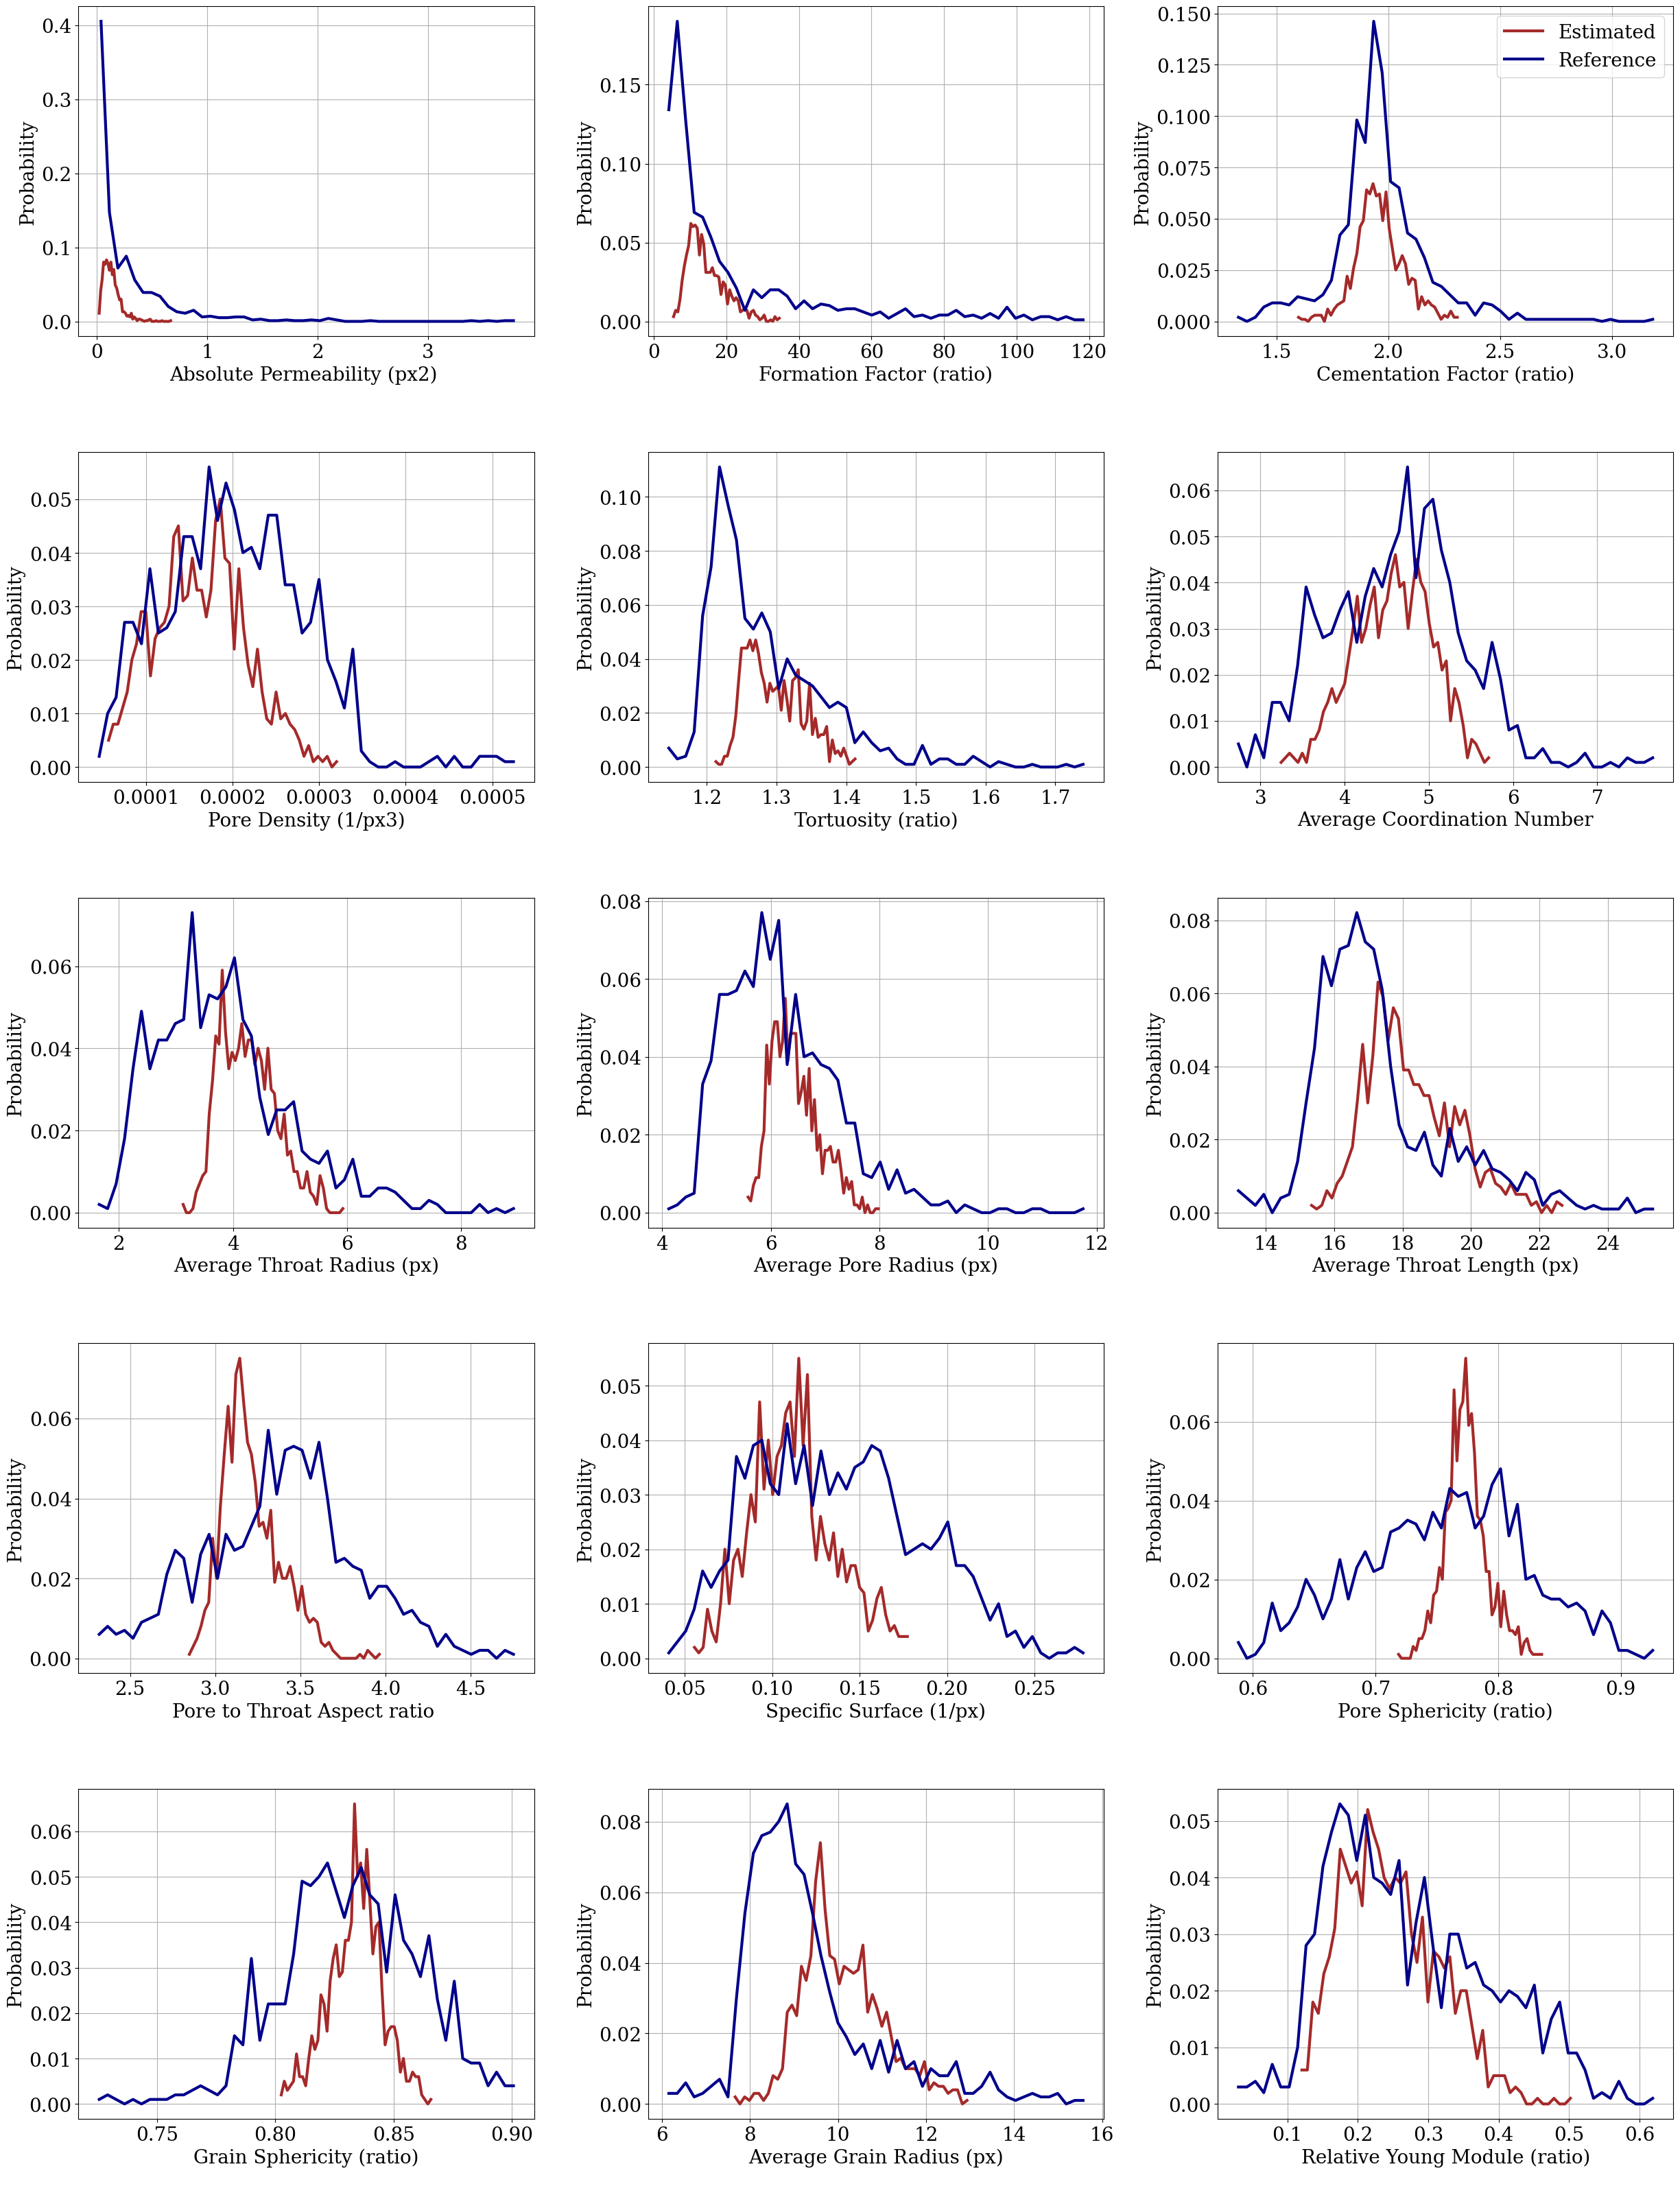 0.4
0.3
0.2
0.1
0.0
Probability
0 1 2 3
Absolute Permeability (px2)
0.15
0.10
0.05
0.00
Probability
0 20 40 60 80 100 120
Formation Factor (ratio)
0.150
0.125
0.100
0.075
0.050
0.025
0.000
Probability
Estimated
Reference
1.5 2.0 2.5 3.0
Cementation Factor (ratio)
0.05
0.04
0.03
0.02
0.01
0.00
Probability
0.0001 0.0002 0.0003 0.0004 0.0005
Pore Density (1/px3)
0.10
0.08
0.06
0.04
0.02
0.00
Probability
1.2 1.3 1.4 1.5 1.6 1.7
Tortuosity (ratio)
0.06
0.05
0.04
0.03
0.02
0.01
0.00
Probability
3 4 5 6 7
Average Coordination Number
0.06
0.04
0.02
0.00
Probability
2 4 6 8
Average Throat Radius (px)
0.08
0.06
0.04
0.02
0.00
Probability
4 6 8 10 12
Average Pore Radius (px)
0.08
0.06
0.04
0.02
0.00
Probability
14 16 18 20 22 24
Average Throat Length (px)
0.06
0.04
0.02
0.00
Probability
2.5 3.0 3.5 4.0 4.5
Pore to Throat Aspect ratio
0.05
0.04
0.03
0.02
0.01
0.00
Probability
0.05 0.10 0.15 0.20 0.25
Specific Surface (1/px)
0.06
0.04
0.02
0.00
Probability
0.6 0.7 0.8 0.9
Pore Sphericity (ratio)
0.06
0.05
0.04
0.03
0.02
0.01
0.00
Probability
0.75 0.80 0.85 0.90
Grain Sphericity (ratio)
0.08
0.06
0.04
0.02
0.00
Probability
6 8 10 12 14 16
Average Grain Radius (px)
0.05
0.04
0.03
0.02
0.01
0.00
Probability
0.1 0.2 0.3 0.4 0.5 0.6
Relative Young Module (ratio)